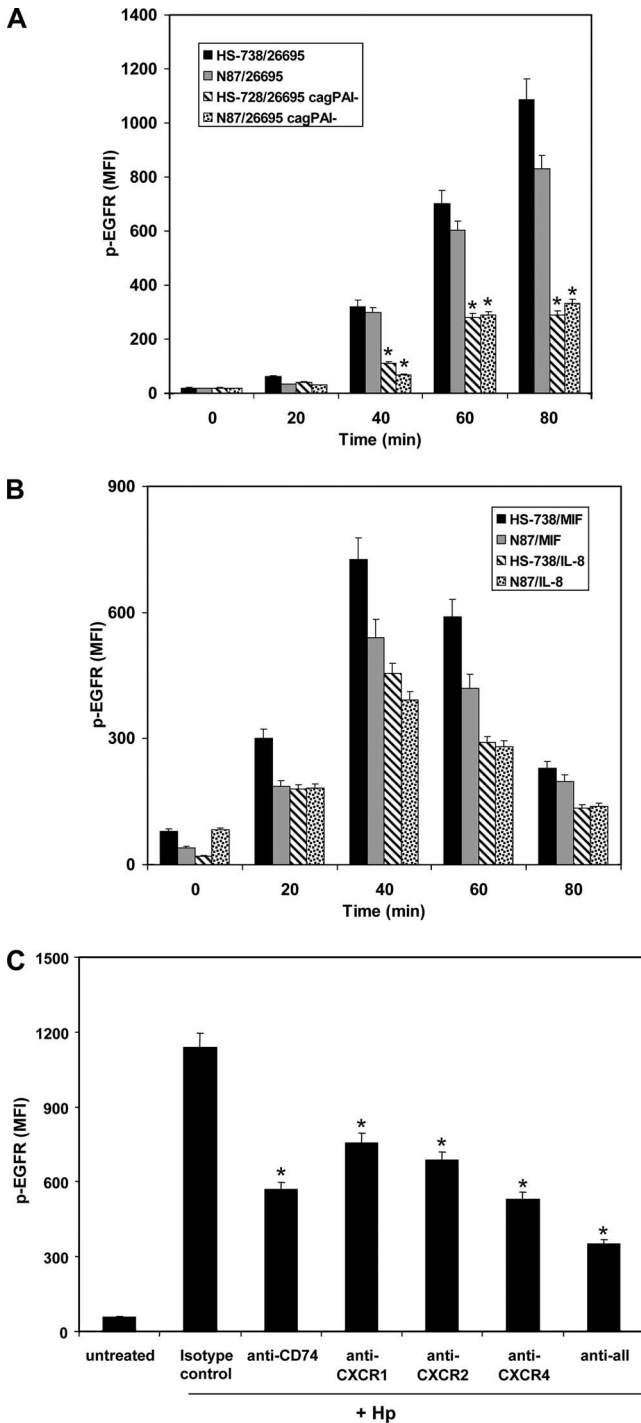 A
p-EGFR (MFI)
1400
1200
1000
800
600
400
200
0
HS-738/26695
N87/26695
HS-728/26695 cagPAI-
N87/26695 cagPAI-
* *
* *
* *
0 20 40 60 80
Time (min)
B
p-EGFR (MFI)
900
600
300
0
HS-738/MIF
N87/MIF
HS-738/IL-8
N87/IL-8
0 20 40 60 80
Time (min)
C
p-EGFR (MFI)
1500
1200
900
600
300
0
* * * * *
untreated Isotype anti-CD74 anti- anti- anti- anti-all
control CXCR1 CXCR2 CXCR4
+ Hp